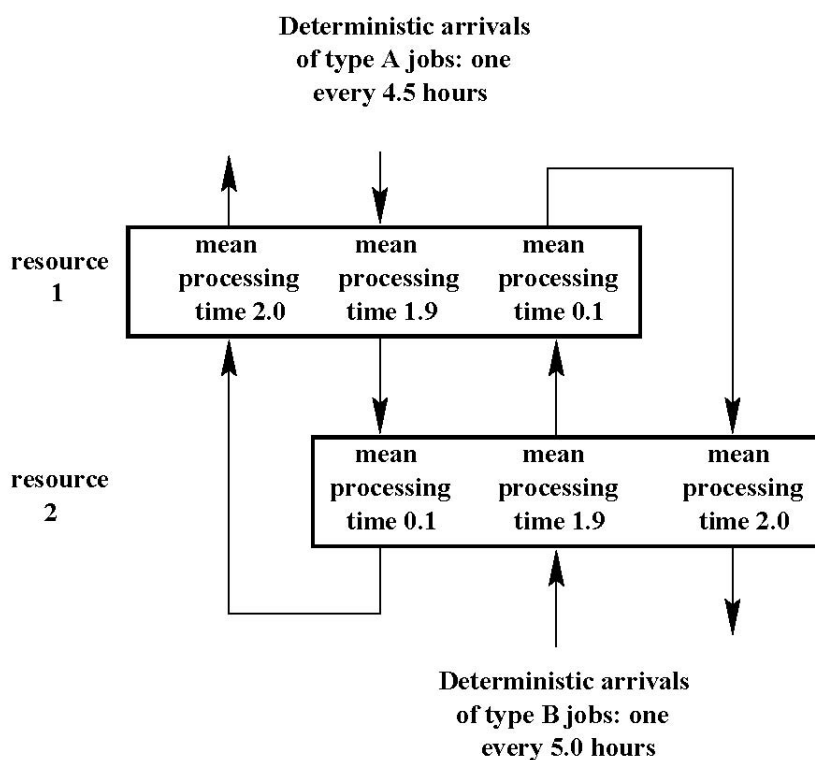 Deterministic arrivals
of type A jobs: one
every 4.5 hours
resource
1
mean
processing
time 2.0
mean
processing
time 1.9
mean
processing
time 0.1
resource
2
mean
processing
time 0.1
mean
processing
time 1.9
mean
processing
time 2.0
Deterministic arrivals
of type B jobs: one
every 5.0 hours